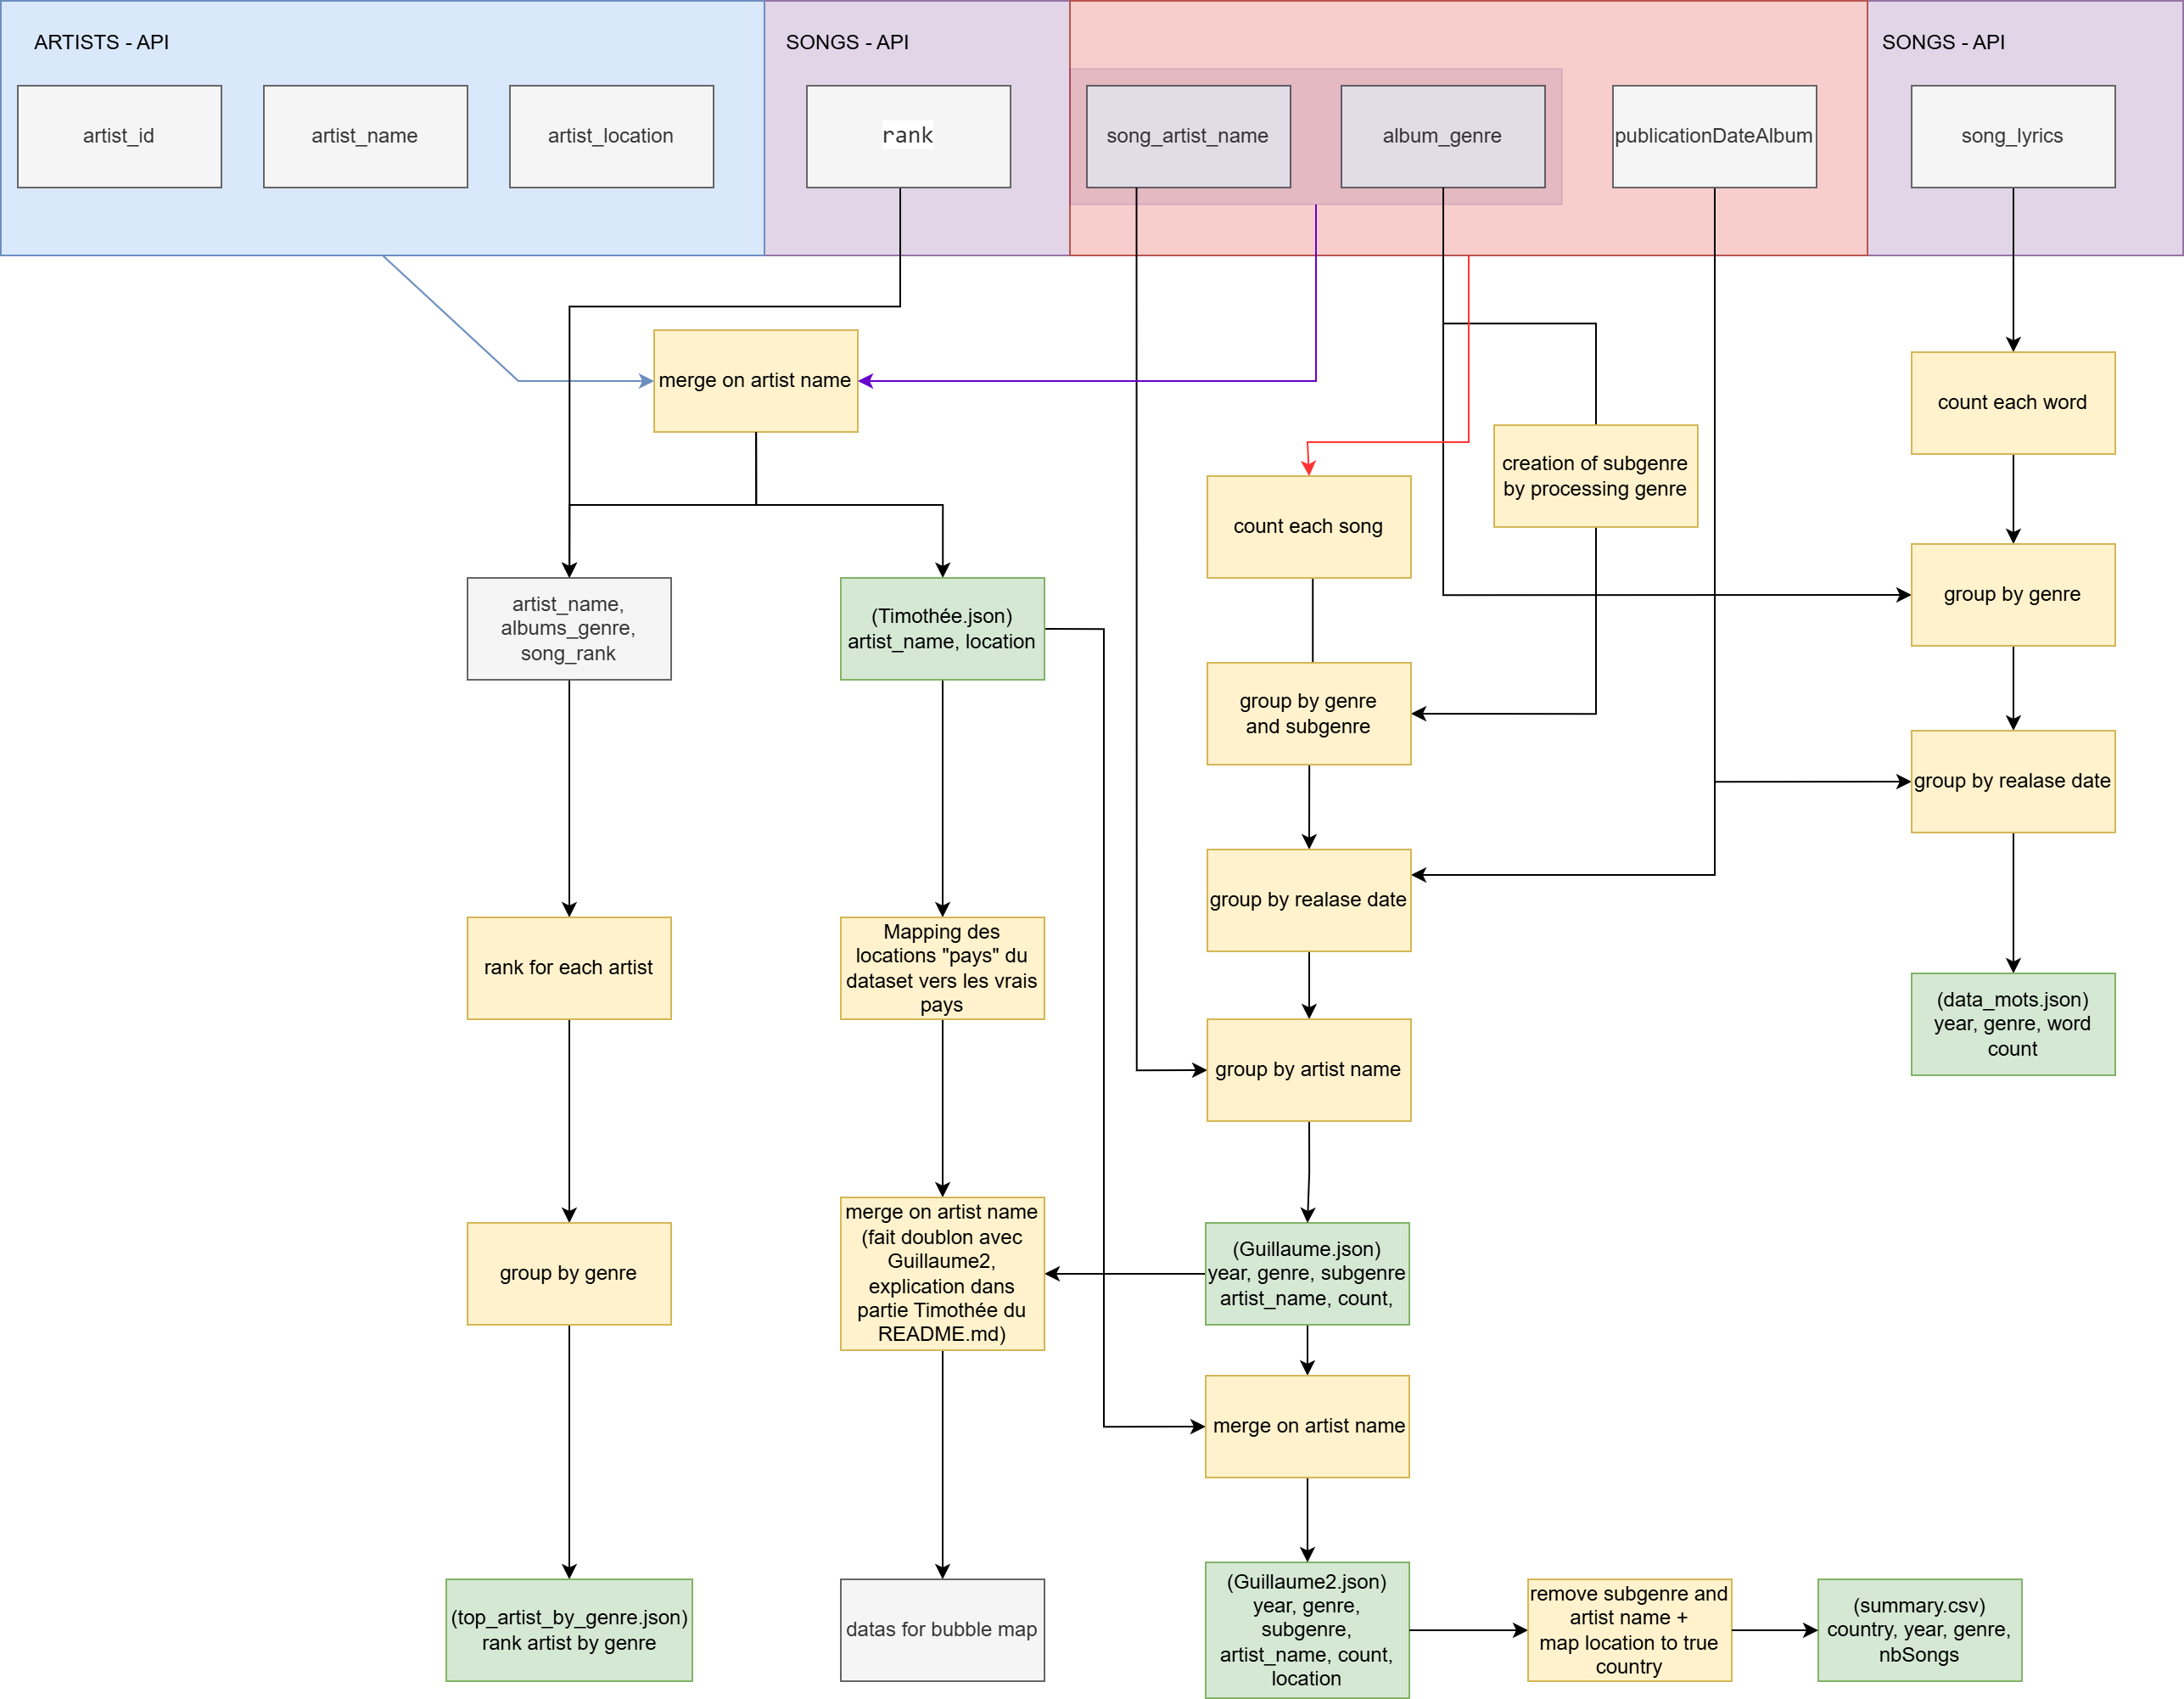 ARTISTS - API
SONGS - API
SONGS - API
artist_id
artist_name
artist_location
rank
song_artist_name
album_genre
publicationDateAlbum
song_lyrics
merge on artist name
count each word
creation of subgenre
by processing genre
count each song
group by genre
artist_name,
albums_genre,
song_rank
(Timothée.json)
artist_name, location
group by genre
and subgenre
group by realase date
group by realase date
rank for each artist
Mapping des
locations "pays" du
dataset vers les vrais
pays
(data_mots.json)
year, genre, word
count
group by artist name
group by genre
merge on artist name
(fait doublon avec
Guillaume2,
explication dans
partie Timothée du
README.md)
(Guillaume.json)
year, genre, subgenre
artist_name, count,
merge on artist name
(top_artist_by_genre.json)
rank artist by genre
datas for bubble map
(Guillaume2.json)
year, genre,
subgenre,
artist_name, count,
location
remove subgenre and
artist name +
map location to true
country
(summary.csv)
country, year, genre,
nbSongs